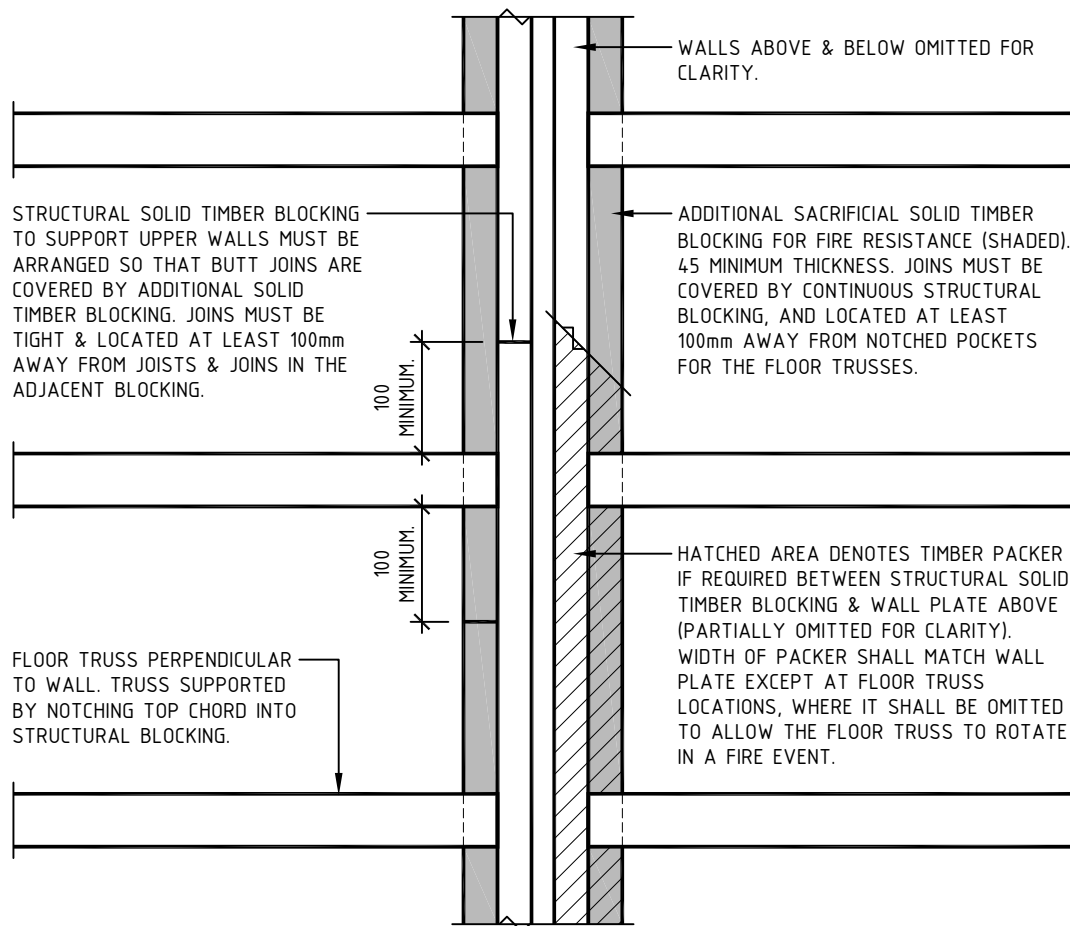 WALLS ABOVE & BELOW OMITTED FOR
CLARITY.
STRUCTURAL SOLID TIMBER BLOCKING
TO SUPPORT UPPER WALLS MUST BE
ARRANGED SO THAT BUTT JOINS ARE
COVERED BY ADDITIONAL SOLID
TIMBER BLOCKING. JOINS MUST BE
TIGHT & LOCATED AT LEAST 100mm
AWAY FROM JOISTS & JOINS IN THE
ADJACENT BLOCKING.
ADDITIONAL SACRIFICIAL SOLID TIMBER
BLOCKING FOR FIRE RESISTANCE (SHADED).
45 MINIMUM THICKNESS. JOINS MUST BE
COVERED BY CONTINUOUS STRUCTURAL
BLOCKING, AND LOCATED AT LEAST
100mm AWAY FROM NOTCHED POCKETS
FOR THE FLOOR TRUSSES.
100
MINIMUM.
100
MINIMUM.
FLOOR TRUSS PERPENDICULAR
TO WALL. TRUSS SUPPORTED
BY NOTCHING TOP CHORD INTO
STRUCTURAL BLOCKING.
HATCHED AREA DENOTES TIMBER PACKER
IF REQUIRED BETWEEN STRUCTURAL SOLID
TIMBER BLOCKING & WALL PLATE ABOVE
(PARTIALLY OMITTED FOR CLARITY).
WIDTH OF PACKER SHALL MATCH WALL
PLATE EXCEPT AT FLOOR TRUSS
LOCATIONS, WHERE IT SHALL BE OMITTED
TO ALLOW THE FLOOR TRUSS TO ROTATE
IN A FIRE EVENT.